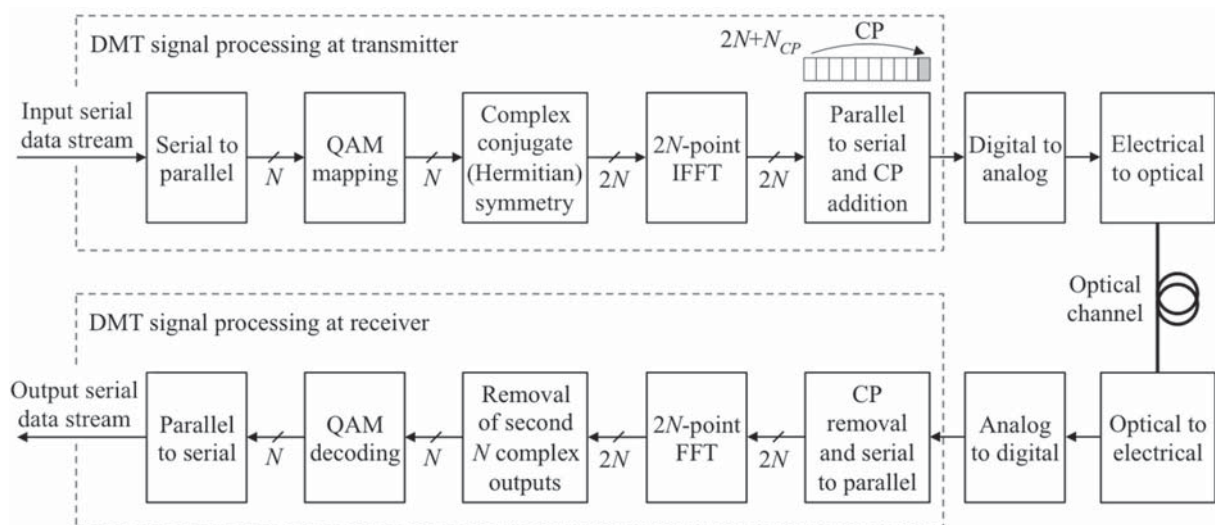 DMT signal processing at transmitter
2N+N_CP
CP
Input serial
data stream
Serial to
parallel
N
QAM
mapping
N
Complex
conjugate
(Hermitian)
symmetry
2N
2N-point
IFFT
2N
Parallel
to serial
and CP
addition
Digital to
analog
Electrical
to optical
Optical
channel
DMT signal processing at receiver
Output serial
data stream
Parallel
to serial
N
QAM
decoding
N
Removal
of second
N complex
outputs
2N
2N-point
FFT
2N
CP
removal
and serial
to parallel
Analog
to digital
Optical to
electrical